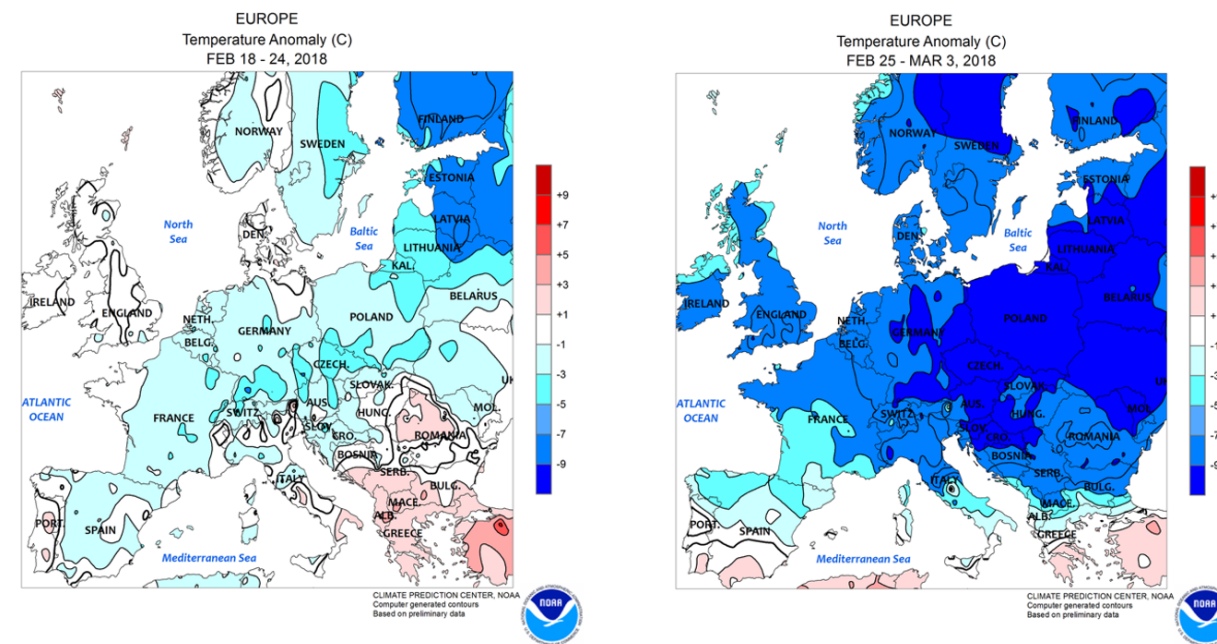 EUROPE
Temperature Anomaly (C)
FEB 18 - 24, 2018
NORWAY
FINLAND
SWEDEN
ESTONIA
North
Sea
Baltic
Sea
LATVIA
DEN.
LITHUANIA
KAL.
IRELAND
ENGLAND
BELARUS
NETH.
POLAND
GERMANY
BELG.
CZECH.
SLOVAK.
UK
ATLANTIC
OCEAN
FRANCE
SWITZ.
AUS.
HUNG.
MOL.
SLOV.
CRO.
ROMANIA
BOSNIA
SERB.
ITALY
BULG.
PORT.
SPAIN
MACE.
ALB.
GREECE
Mediterranean Sea
+9
+7
+5
+3
+1
-1
-3
-5
-7
-9
CLIMATE PREDICTION CENTER, NOAA
Computer generated contours
Based on preliminary data
NOAA
EUROPE
Temperature Anomaly (C)
FEB 25 - MAR 3, 2018
NORWAY
FINLAND
SWEDEN
ESTONIA
North
Sea
Baltic
Sea
LATVIA
DEN.
LITHUANIA
KAL.
IRELAND
ENGLAND
BELARUS
NETH.
POLAND
GERMANY
BELG.
CZECH.
SLOVAK.
UK
ATLANTIC
OCEAN
FRANCE
SWITZ.
AUS.
HUNG.
MOL.
SLOV.
CRO.
ROMANIA
BOSNIA
SERB.
ITALY
BULG.
PORT.
SPAIN
MACE.
ALB.
GREECE
Mediterranean Sea
CLIMATE PREDICTION CENTER, NOAA
Computer generated contours
Based on preliminary data
NOAA